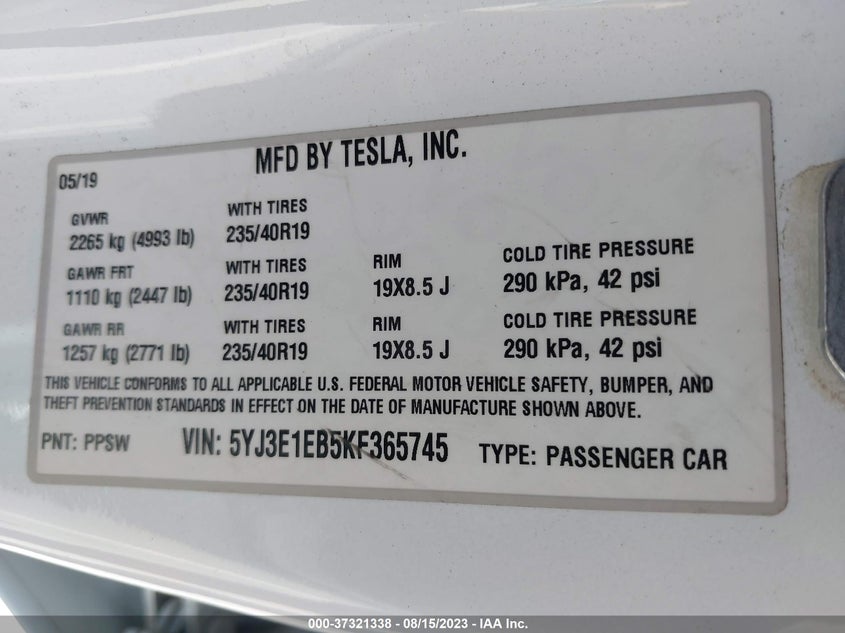 MFD BY TESLA, INC.
05/19
GVWR WITH TIRES
2265 kg (4993 lb) 235/40R19
GAWR FRT WITH TIRES RIM COLD TIRE PRESSURE
1110 kg (2447 lb) 235/40R19 19X8.5 J 290 kPa, 42 psi
GAWR RR WITH TIRES RIM COLD TIRE PRESSURE
1257 kg (2771 lb) 235/40R19 19X8.5 J 290 kPa, 42 psi
THIS VEHICLE CONFORMS TO ALL APPLICABLE U.S. FEDERAL MOTOR VEHICLE SAFETY, BUMPER, AND
THEFT PREVENTION STANDARDS IN EFFECT ON THE DATE OF MANUFACTURE SHOWN ABOVE.
PNT: PPSW VIN: 5YJ3E1EB5KF365745 TYPE: PASSENGER CAR
000-37321338 - 08/15/2023 - IAA Inc.